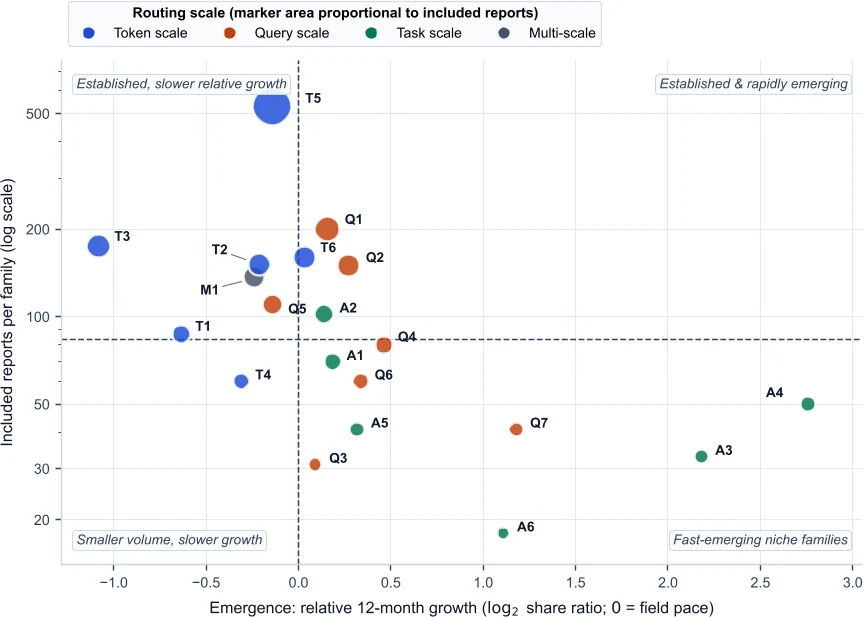 Routing scale (marker area proportional to included reports)
Token scale Query scale Task scale Multi-scale
Established, slower relative growth
Established & rapidly emerging
T5
500
Q1
200
T3
T2
T6
Q2
M1
Q5
A2
100
T1
Q4
A1
T4
Q6
A4
50
A5
Q7
A3
Q3
30
A6
20
Smaller volume, slower growth
Fast-emerging niche families
Included reports per family (log scale)
−1.0 −0.5 0.0 0.5 1.0 1.5 2.0 2.5 3.0
Emergence: relative 12-month growth (log₂ share ratio; 0 = field pace)